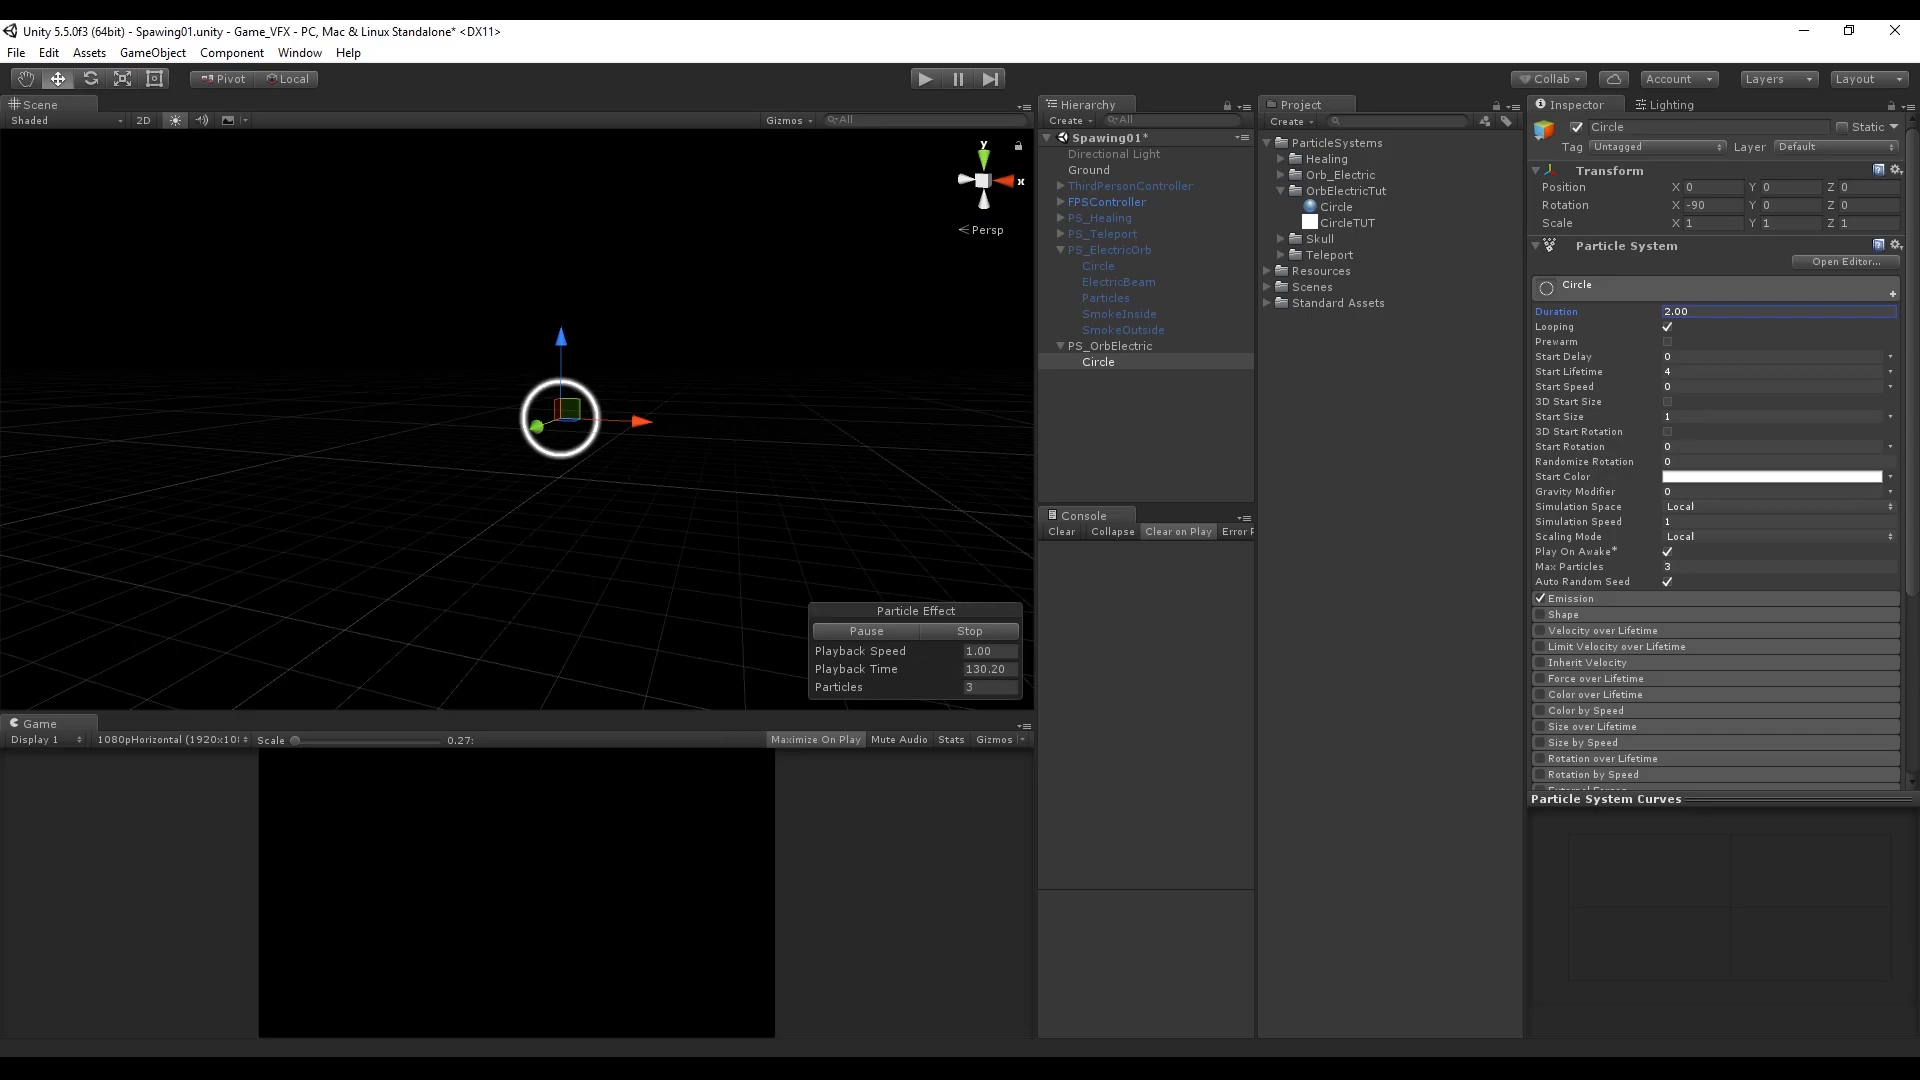 Unity 5.5.0f3 (64bit) - Spawing01.unity - Game_VFX - PC, Mac & Linux Standalone* <DX11>
File Edit Assets GameObject Component Window Help
Pivot Local
Collab Account Layers Layout
Scene
Shaded 2D Gizmos All
y
x
Persp
Particle Effect
Pause Stop
Playback Speed 1.00
Playback Time 130.20
Particles 3
Game
Display 1 1080pHorizontal (1920x10 Scale 0.27: Maximize On Play Mute Audio Stats Gizmos
Hierarchy
Create All
Spawing01*
Directional Light
Ground
ThirdPersonController
FPSController
PS_Healing
PS_Teleport
PS_ElectricOrb
Circle
ElectricBeam
Particles
SmokeInside
SmokeOutside
PS_OrbElectric
Circle
Console
Clear Collapse Clear on Play Error P
Project
Create
ParticleSystems
Healing
Orb_Electric
OrbElectricTut
Circle
CircleTUT
Skull
Teleport
Resources
Scenes
Standard Assets
Inspector Lighting
Circle Static
Tag Untagged Layer Default
Transform
Position X 0 Y 0 Z 0
Rotation X -90 Y 0 Z 0
Scale X 1 Y 1 Z 1
Particle System
Open Editor...
Circle
Duration 2.00
Looping
Prewarm
Start Delay 0
Start Lifetime 4
Start Speed 0
3D Start Size
Start Size 1
3D Start Rotation
Start Rotation 0
Randomize Rotation 0
Start Color
Gravity Modifier 0
Simulation Space Local
Simulation Speed 1
Scaling Mode Local
Play On Awake*
Max Particles 3
Auto Random Seed
Emission
Shape
Velocity over Lifetime
Limit Velocity over Lifetime
Inherit Velocity
Force over Lifetime
Color over Lifetime
Color by Speed
Size over Lifetime
Size by Speed
Rotation over Lifetime
Rotation by Speed
Particle System Curves